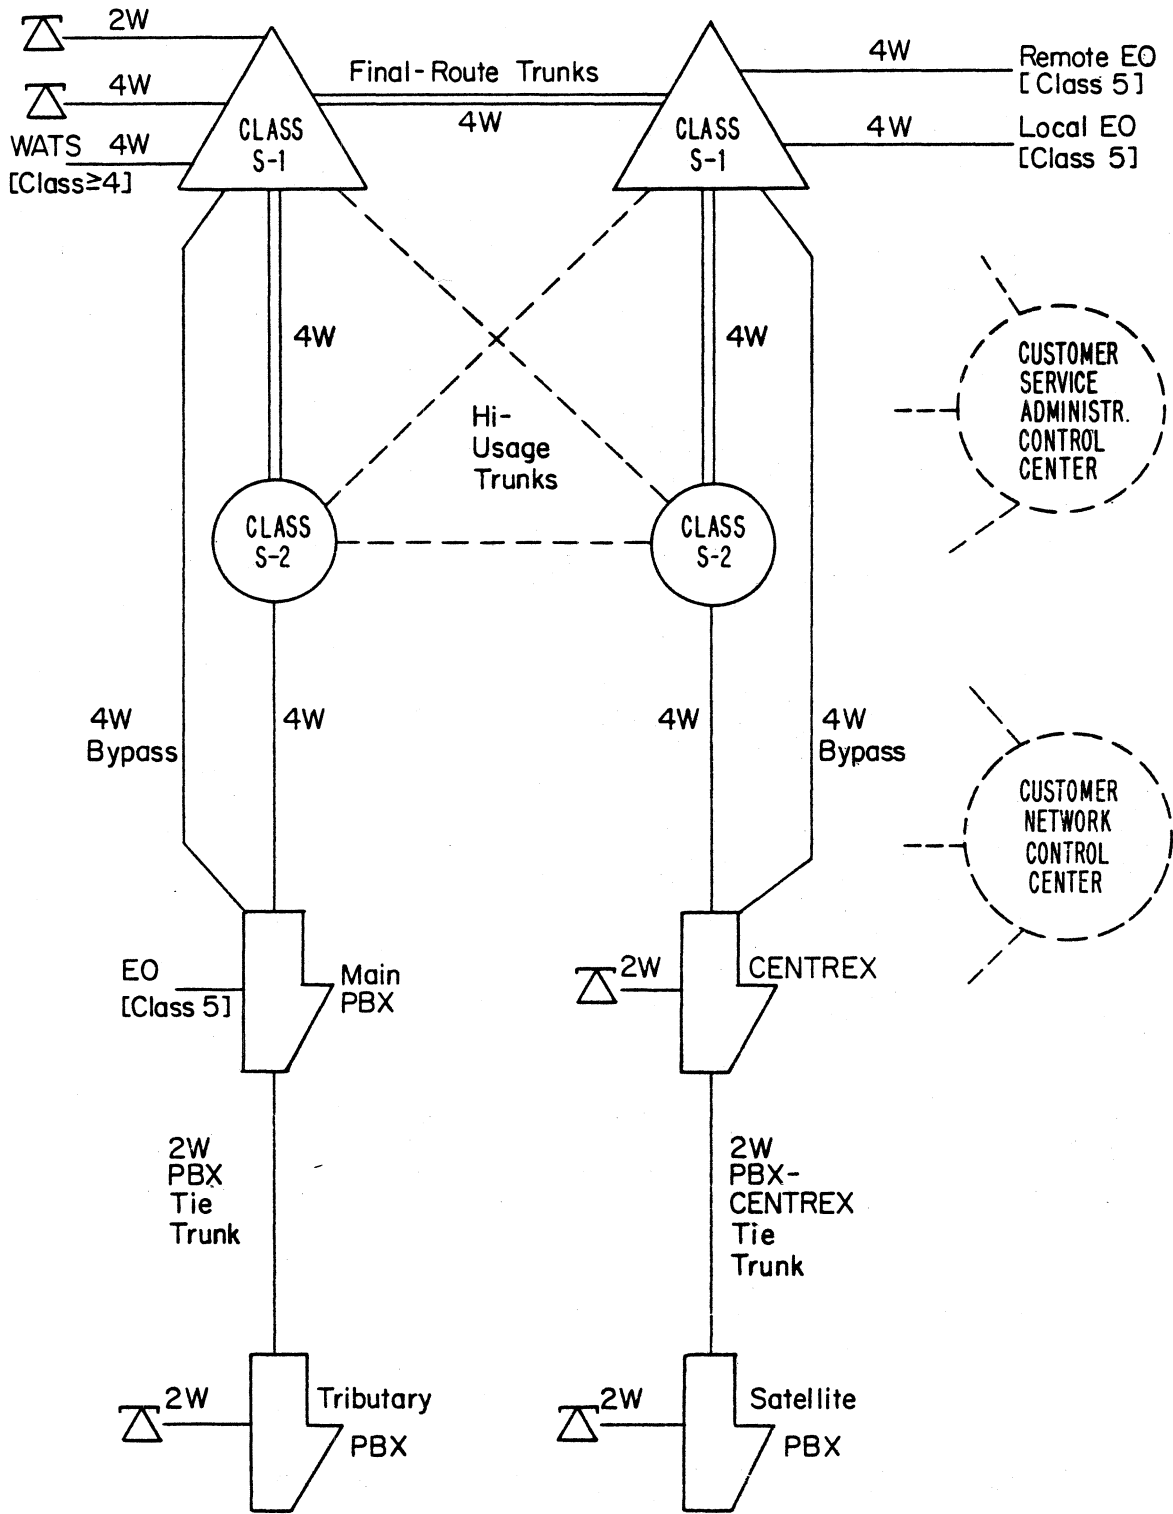 2W
4W
WATS 4W
[Class≥4]
CLASS
S-1
Final-Route Trunks
4W
CLASS
S-1
4W
Remote EO
[Class 5]
4W
Local EO
[Class 5]
4W
4W
Hi-
Usage
Trunks
CLASS
S-2
CLASS
S-2
CUSTOMER
SERVICE
ADMINISTR.
CONTROL
CENTER
4W
Bypass
4W
4W
4W
Bypass
CUSTOMER
NETWORK
CONTROL
CENTER
EO
[Class 5]
Main
PBX
2W
CENTREX
2W
PBX
Tie
Trunk
2W
PBX-
CENTREX
Tie
Trunk
2W
Tributary
PBX
2W
Satellite
PBX